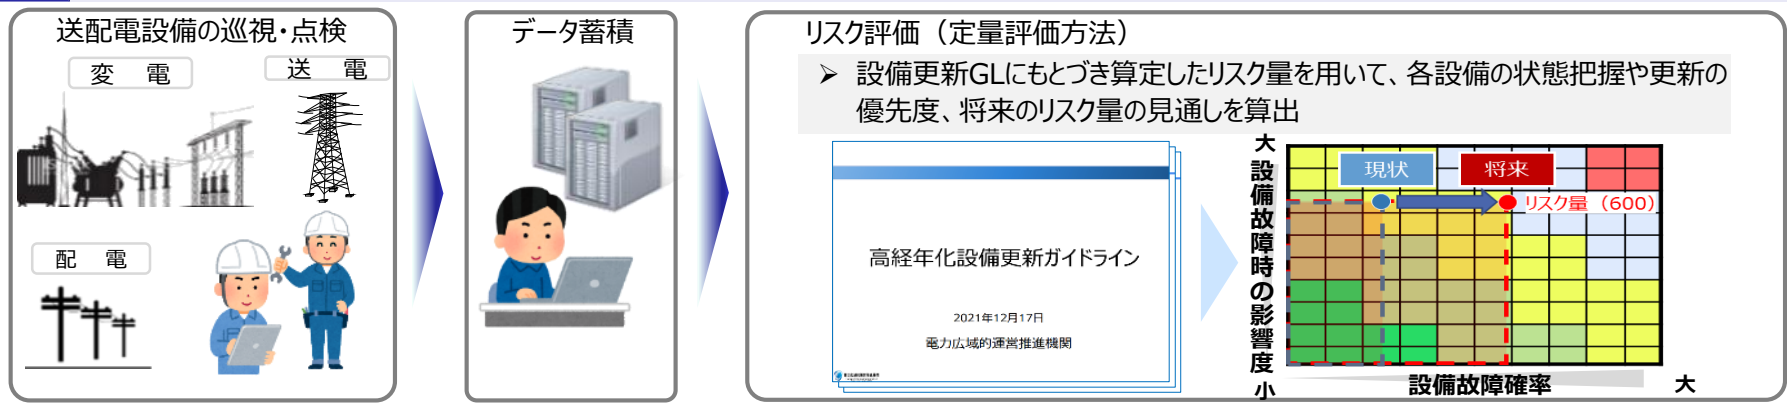 送配電設備の巡視・点検
変　電
送　電
配　電
データ蓄積
リスク評価（定量評価方法）
➢ 設備更新GLにもとづき算定したリスク量を用いて、各設備の状態把握や更新の
優先度、将来のリスク量の見通しを算出
高経年化設備更新ガイドライン
2021年12月17日
電力広域的運営推進機関
大
設備故障時の影響度
小
現状
将来
リスク量（600）
設備故障確率
大